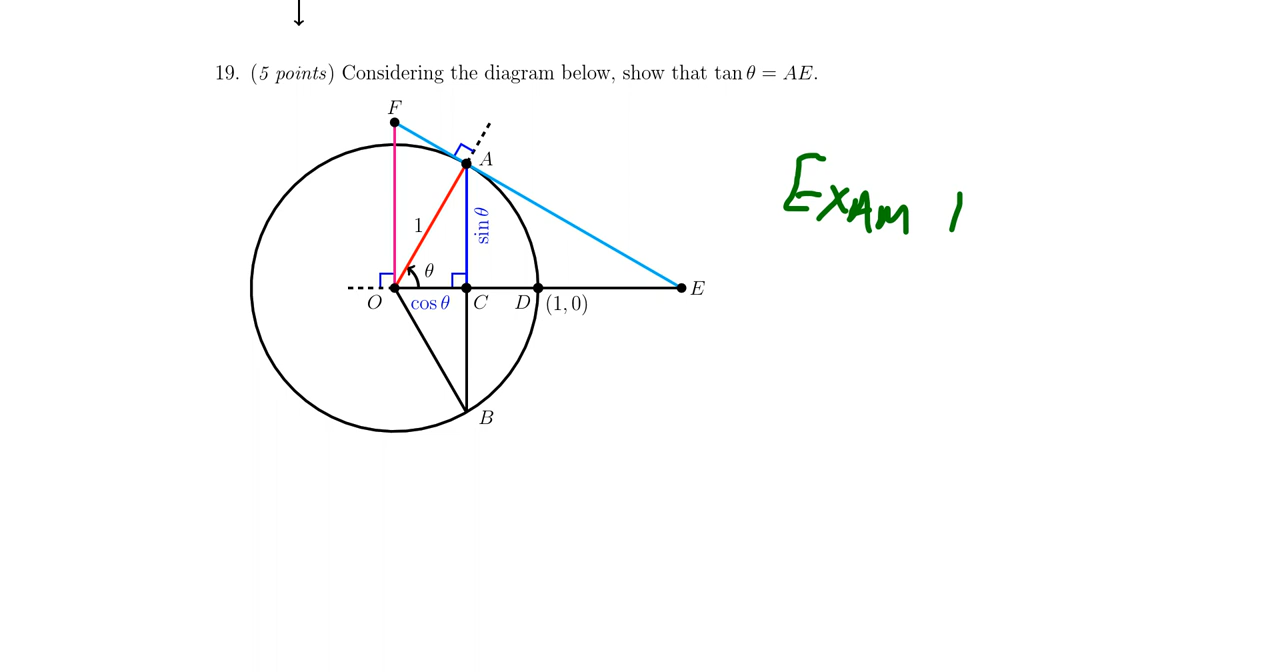 19. (5 points) Considering the diagram below, show that tan θ = AE.
F
A
Exam 1
1
sin θ
θ
E
O
cos θ
C
D
(1, 0)
B